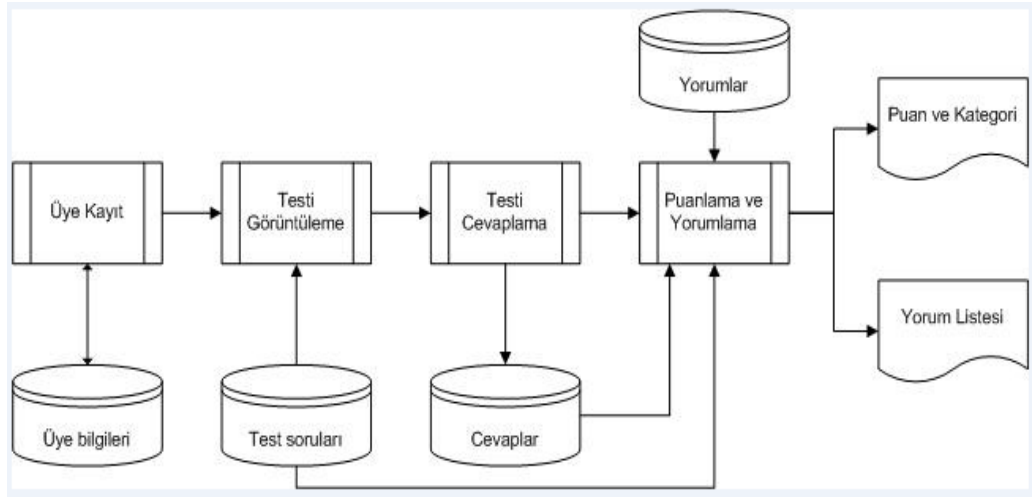 Yorumlar
Puan ve Kategori
Üye Kayıt
Testi
Görüntüleme
Testi
Cevaplama
Puanlama ve
Yorumlama
Yorum Listesi
Üye bilgileri
Test soruları
Cevaplar